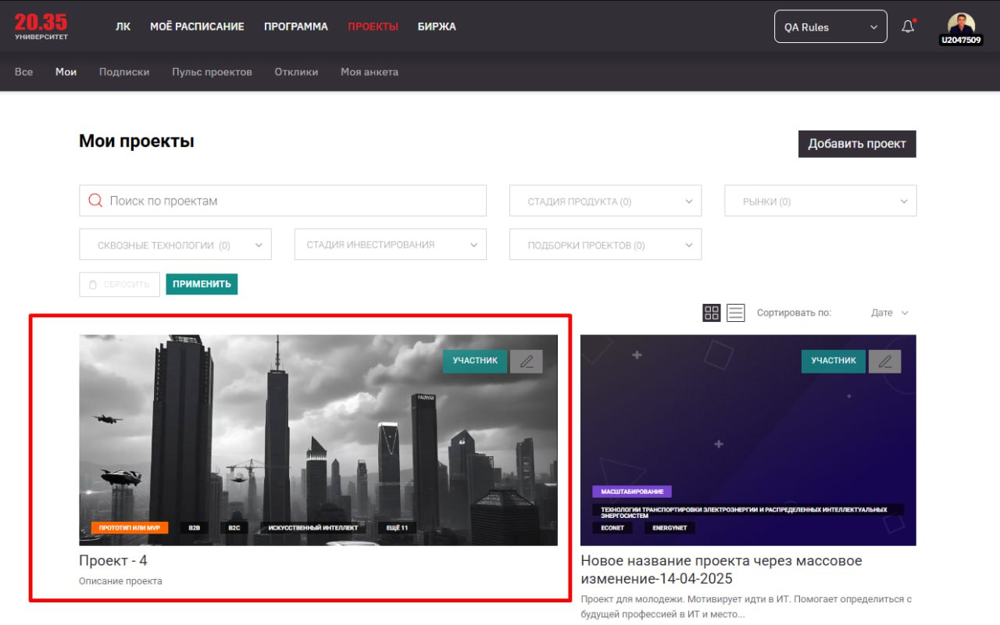 20.35
УНИВЕРСИТЕТ
ЛК
МОЁ РАСПИСАНИЕ
ПРОГРАММА
ПРОЕКТЫ
БИРЖА
QA Rules
U2047509
Все
Мои
Подписки
Пульс проектов
Отклики
Моя анкета
Мои проекты
Добавить проект
Поиск по проектам
СТАДИЯ ПРОДУКТА (0)
РЫНКИ (0)
СКВОЗНЫЕ ТЕХНОЛОГИИ (0)
СТАДИЯ ИНВЕСТИРОВАНИЯ
ПОДБОРКИ ПРОЕКТОВ (0)
СБРОСИТЬ
ПРИМЕНИТЬ
Сортировать по:
Дате
УЧАСТНИК
ПРОТОТИП ИЛИ MVP
B2B
B2C
ИСКУССТВЕННЫЙ ИНТЕЛЛЕКТ
ЕЩЁ 11
Проект - 4
Описание проекта
УЧАСТНИК
МАСШТАБИРОВАНИЕ
ТЕХНОЛОГИИ ТРАНСПОРТИРОВКИ ЭЛЕКТРОЭНЕРГИИ И РАСПРЕДЕЛЕННЫХ ИНТЕЛЛЕКТУАЛЬНЫХ
ЭНЕРГОСИСТЕМ
ECONET
ENERGYNET
Новое название проекта через массовое
изменение-14-04-2025
Проект для молодежи. Мотивирует идти в ИТ. Помогает определиться с
будущей профессией в ИТ и место...